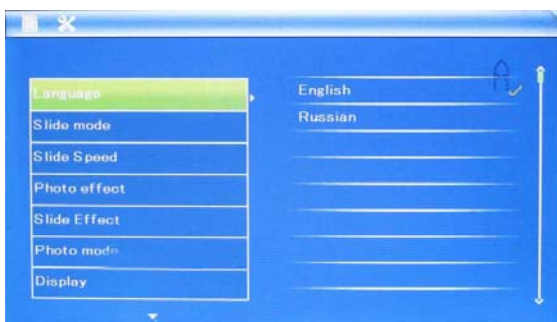 Language
Slide mode
Slide Speed
Photo effect
Slide Effect
Photo mode
Display
English
Russian